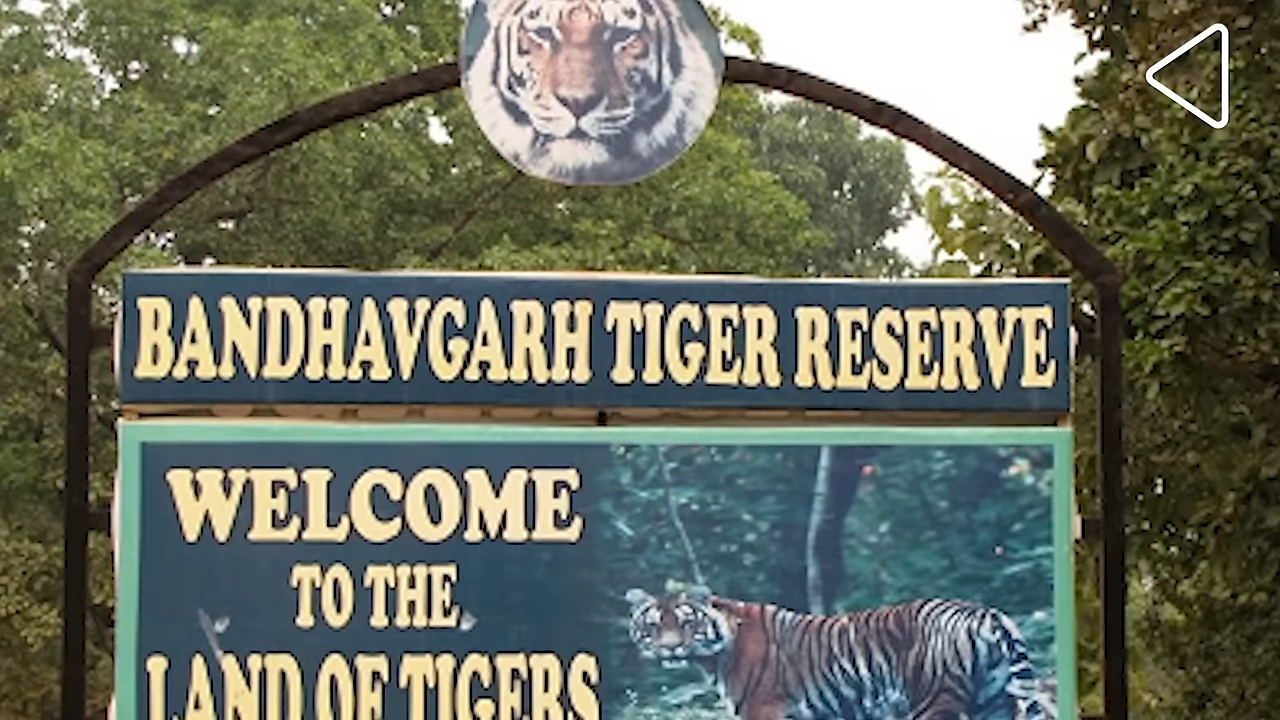 BANDHAVGARH TIGER RESERVE
WELCOME
TO THE
LAND OF TIGERS